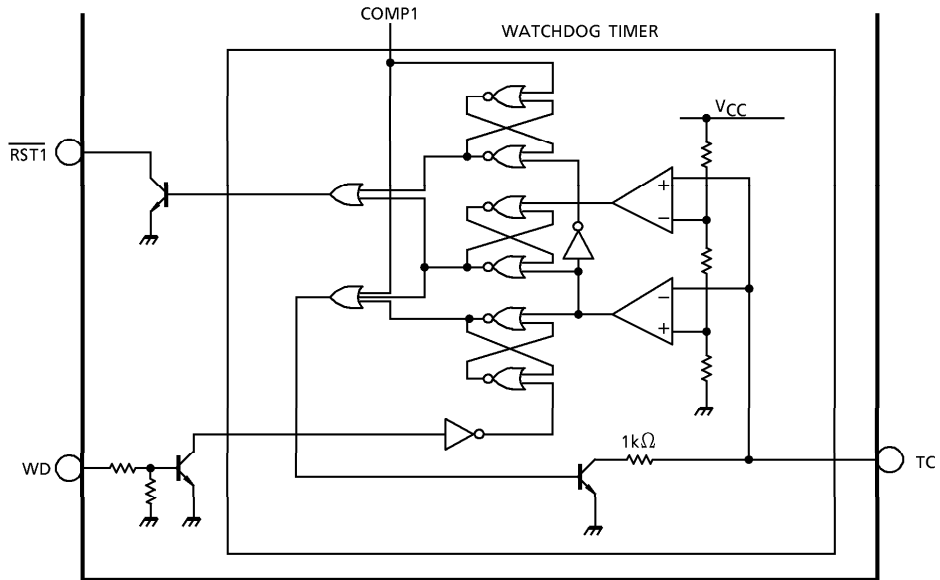 COMP1
WATCHDOG TIMER
VCC
RST1
+
−
−
+
1kΩ
WD
TC